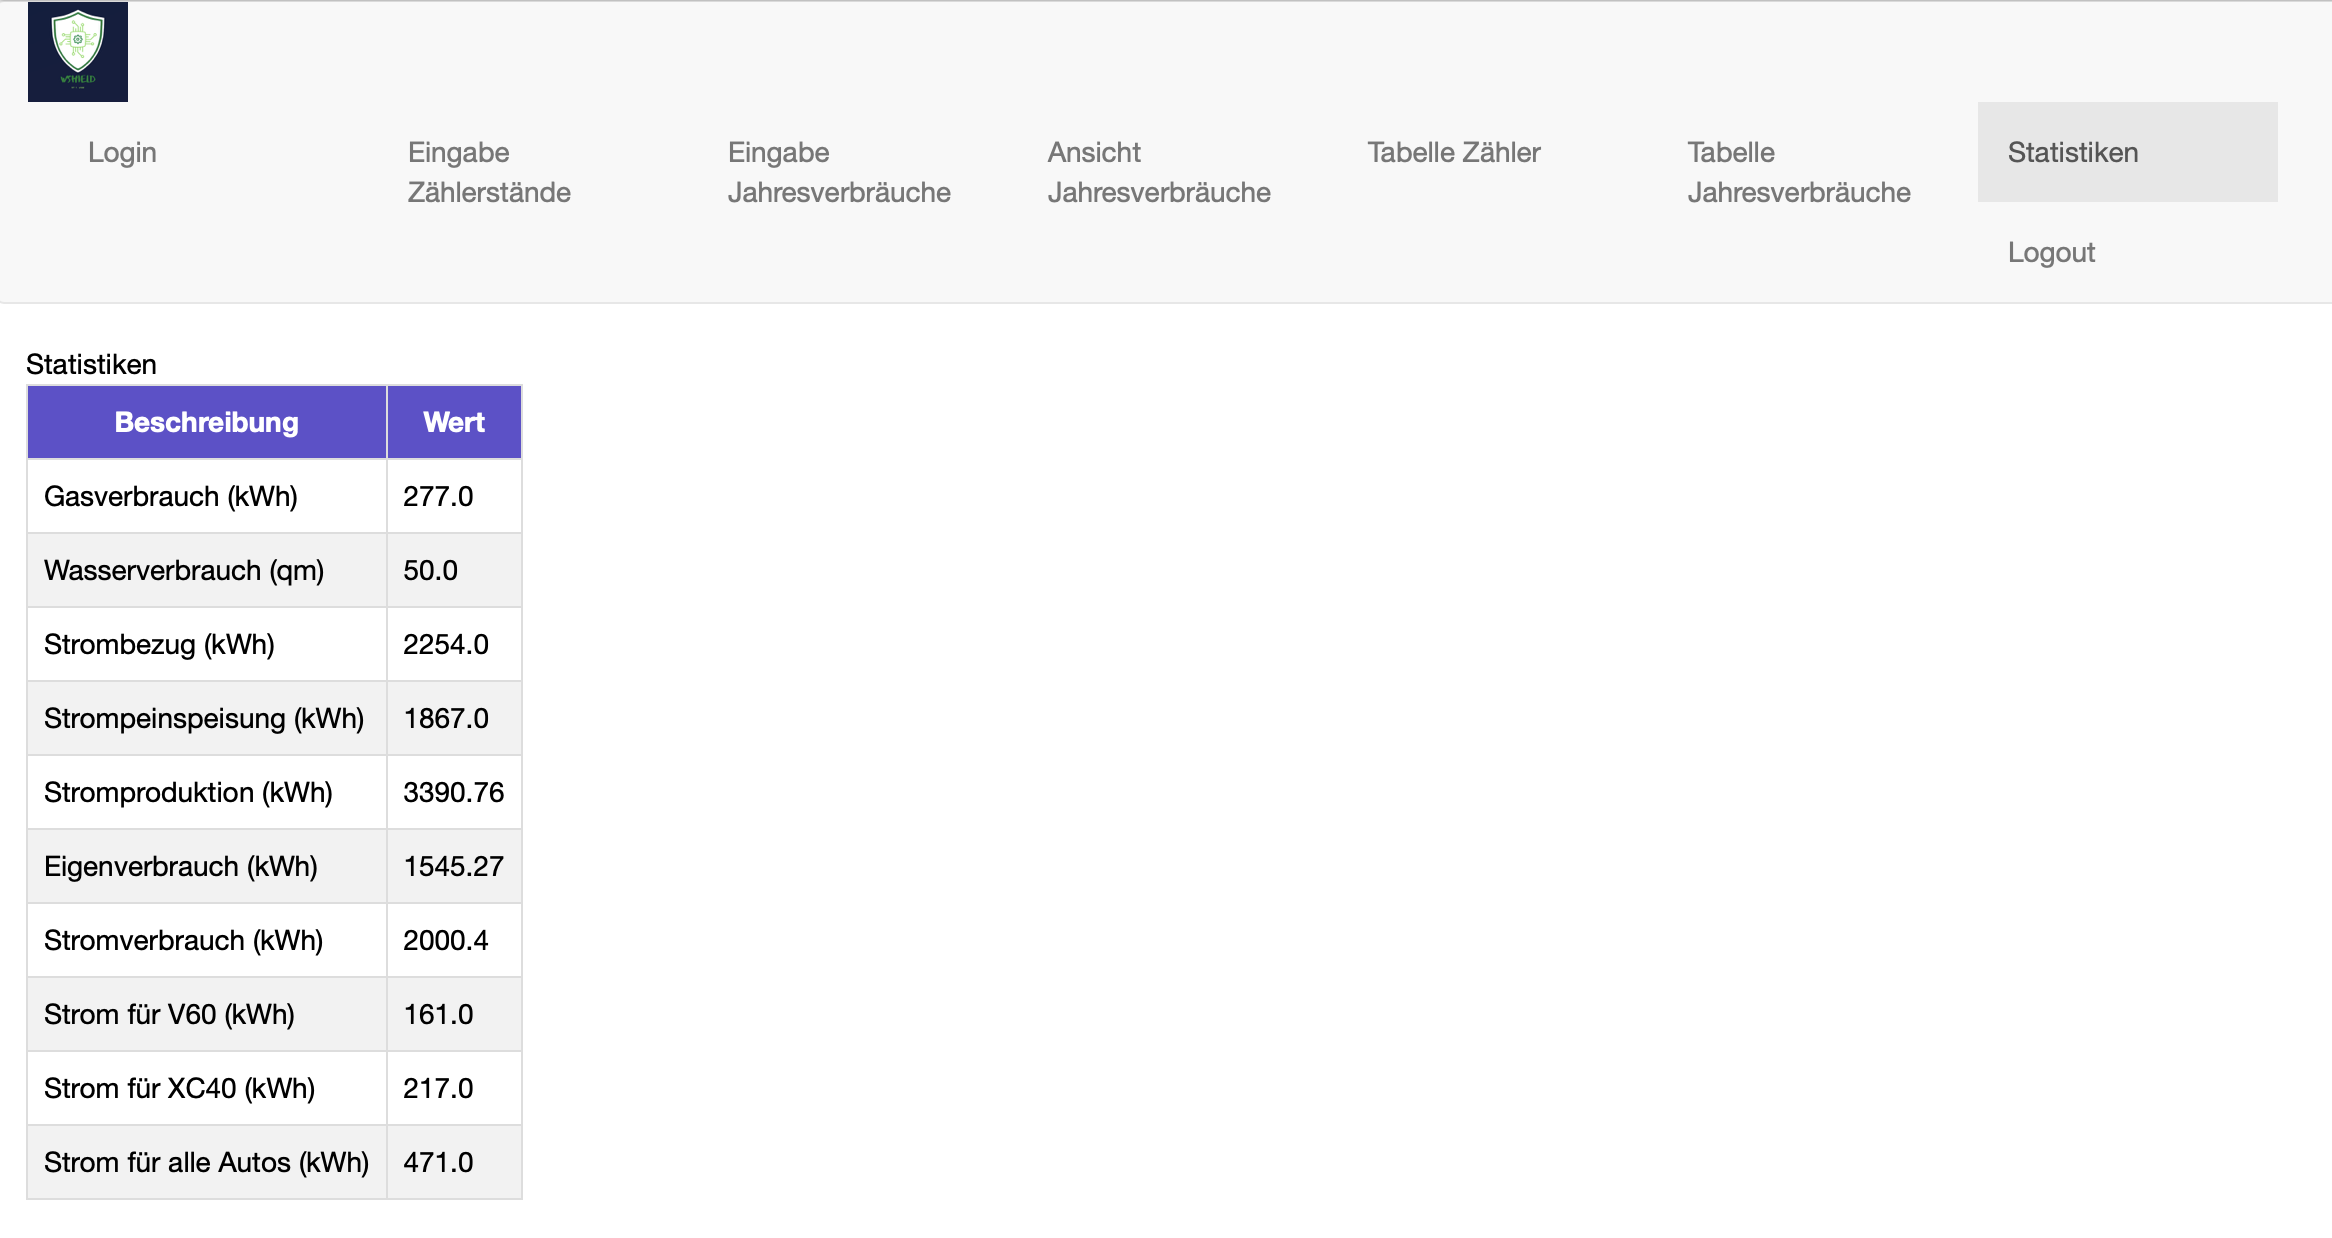 WSHIELD
Login
Eingabe
Zählerstände
Eingabe
Jahresverbräuche
Ansicht
Jahresverbräuche
Tabelle Zähler
Tabelle
Jahresverbräuche
Statistiken
Logout
Statistiken
Beschreibung Wert
Gasverbrauch (kWh) 277.0
Wasserverbrauch (qm) 50.0
Strombezug (kWh) 2254.0
Strompeinspeisung (kWh) 1867.0
Stromproduktion (kWh) 3390.76
Eigenverbrauch (kWh) 1545.27
Stromverbrauch (kWh) 2000.4
Strom für V60 (kWh) 161.0
Strom für XC40 (kWh) 217.0
Strom für alle Autos (kWh) 471.0